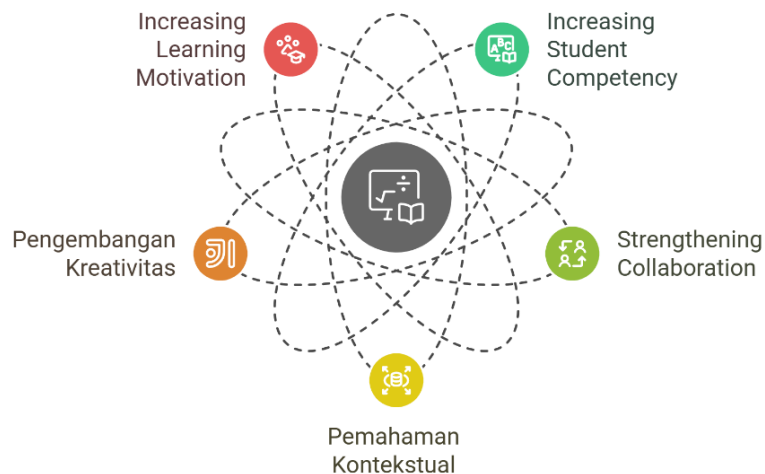 Increasing
Learning
Motivation
Increasing
Student
Competency
Pengembangan
Kreativitas
Strengthening
Collaboration
Pemahaman
Kontekstual